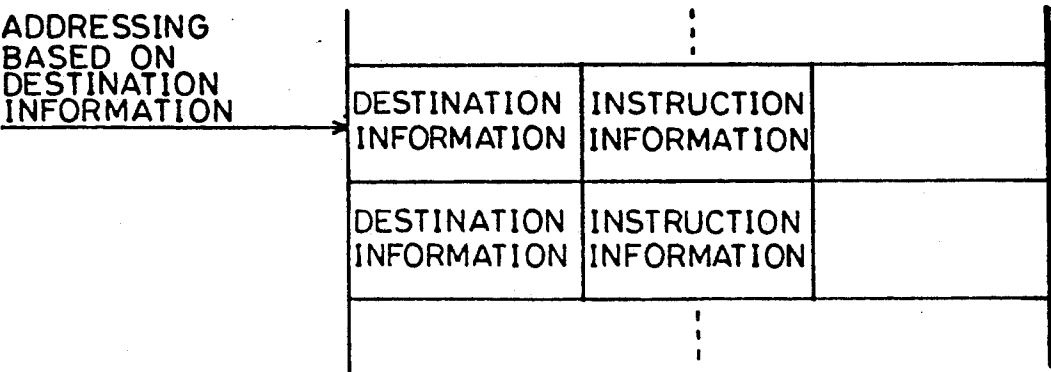 ADDRESSING
BASED ON
DESTINATION
INFORMATION
DESTINATION INSTRUCTION
INFORMATION INFORMATION
DESTINATION INSTRUCTION
INFORMATION INFORMATION